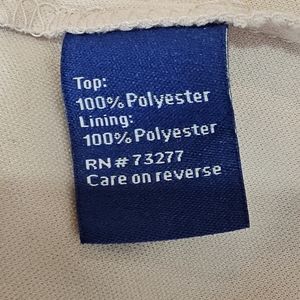 Top:
100% Polyester
Lining:
100% Polyester
RN# 73277
Care on reverse